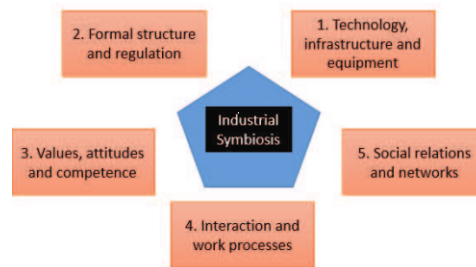 2. Formal structure
and regulation
1. Technology,
infrastructure and
equipment
Industrial
Symbiosis
3. Values, attitudes
and competence
5. Social relations
and networks
4. Interaction and
work processes